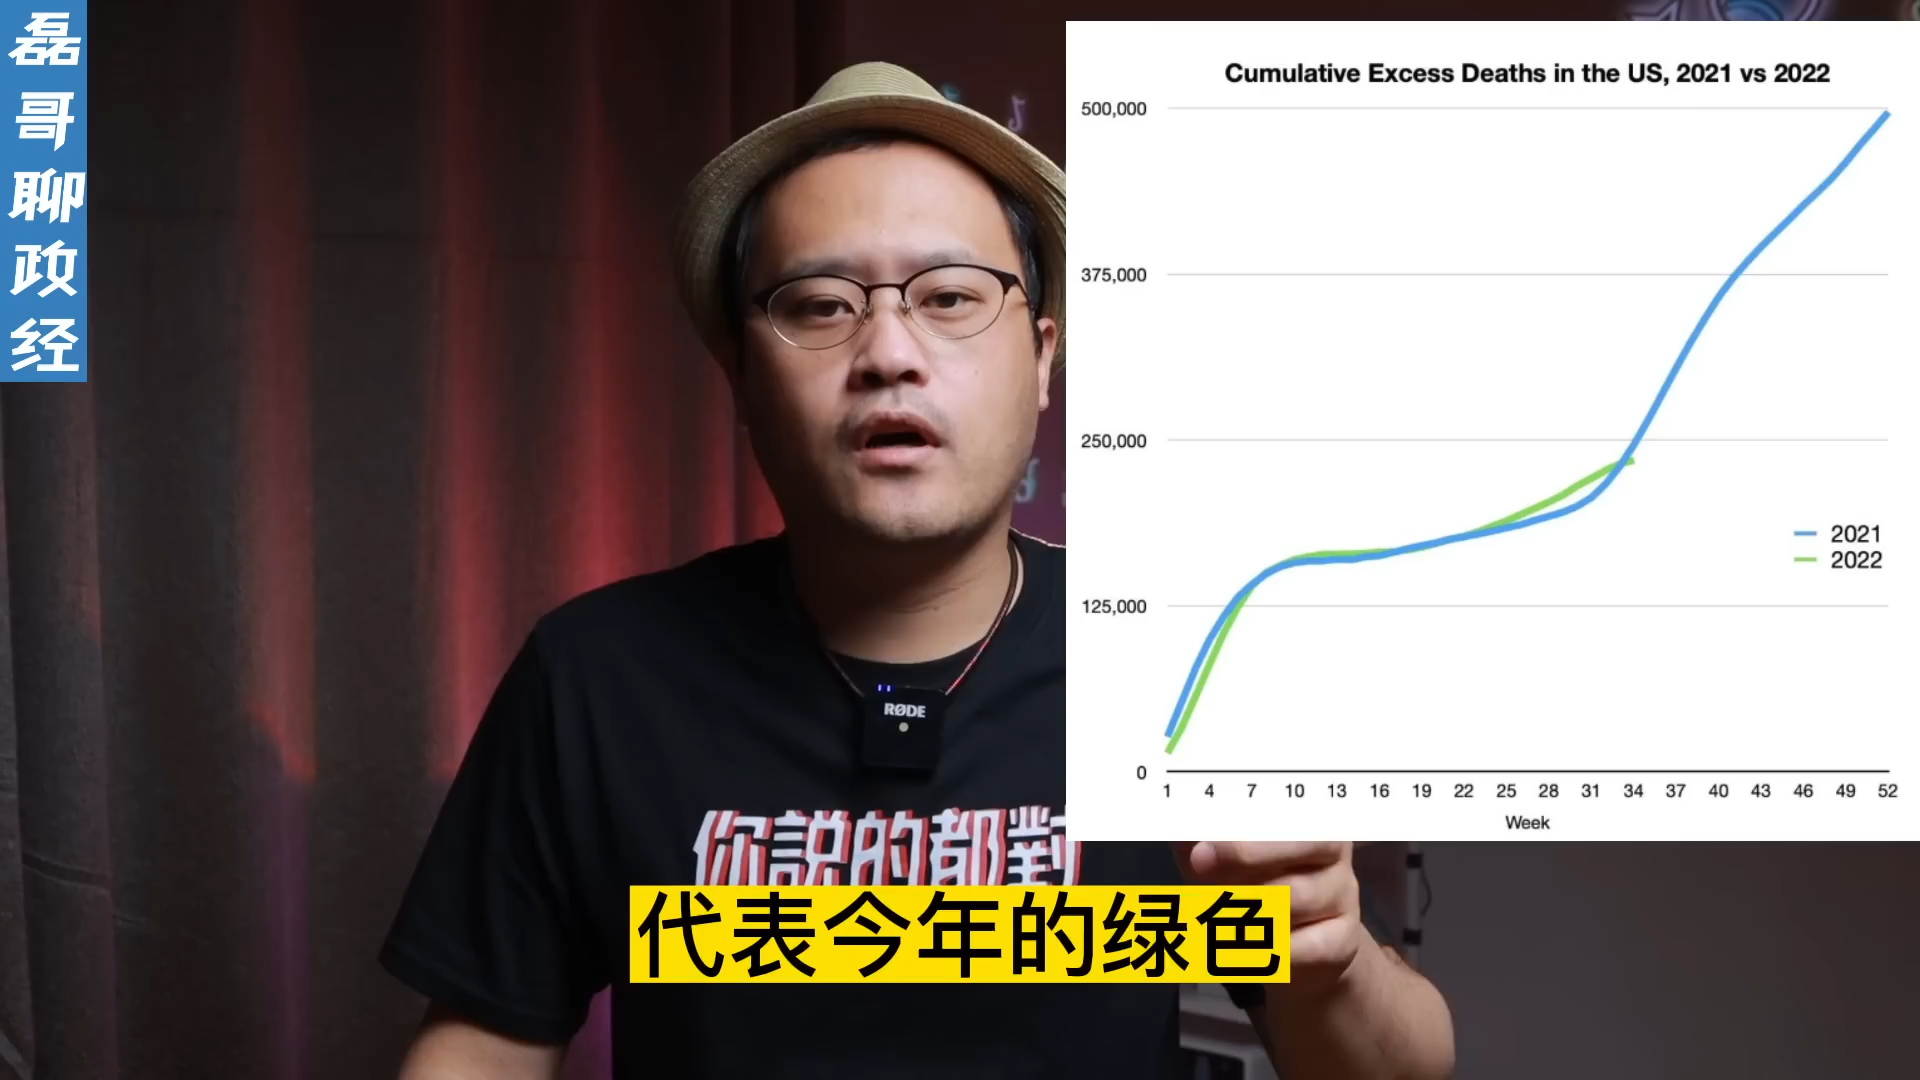 磊哥聊政经
Cumulative Excess Deaths in the US, 2021 vs 2022
500,000
375,000
250,000
125,000
0
1 4 7 10 13 16 19 22 25 28 31 34 37 40 43 46 49 52
Week
2021
2022
RØDE
你説的都對
代表今年的绿色